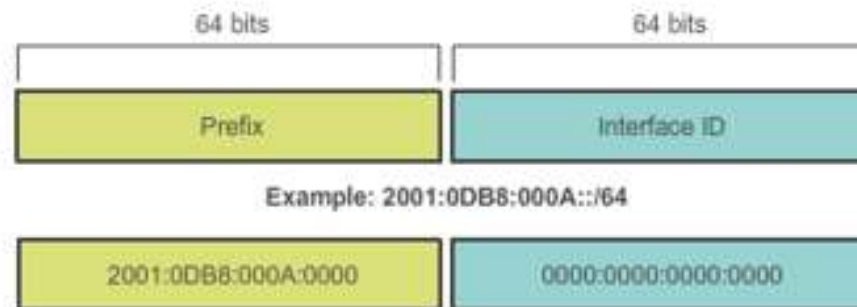 64 bits
64 bits
Prefix
Interface ID
Example: 2001:0DB8:000A::/64
2001:0DB8:000A:0000
0000:0000:0000:0000